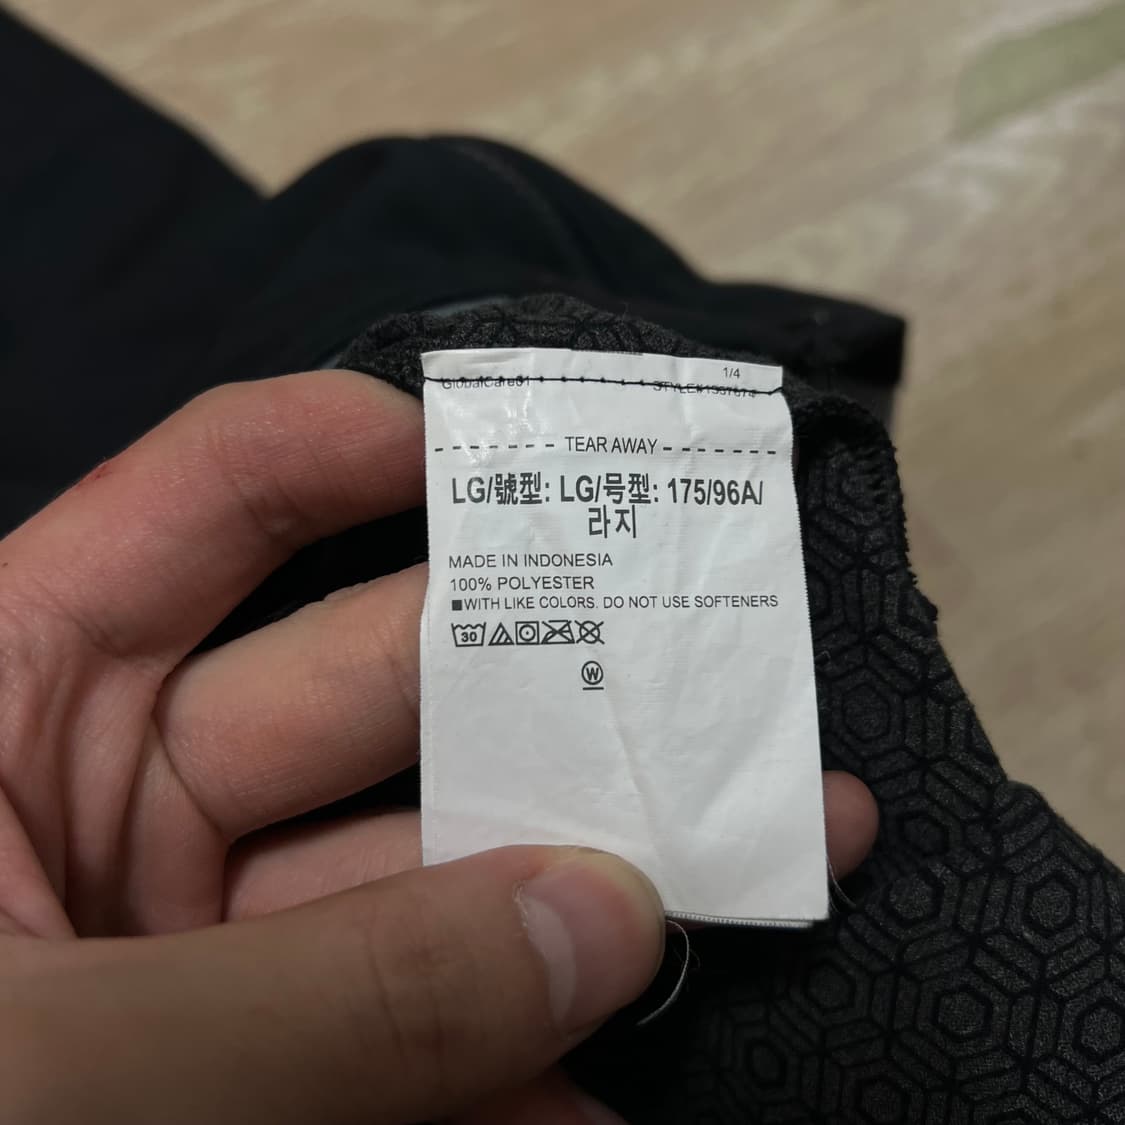 1/4
GlobalCare01
TEAR AWAY
LG/號型: LG/号型: 175/96A/
라지
MADE IN INDONESIA
100% POLYESTER
■WITH LIKE COLORS. DO NOT USE SOFTENERS
30
W